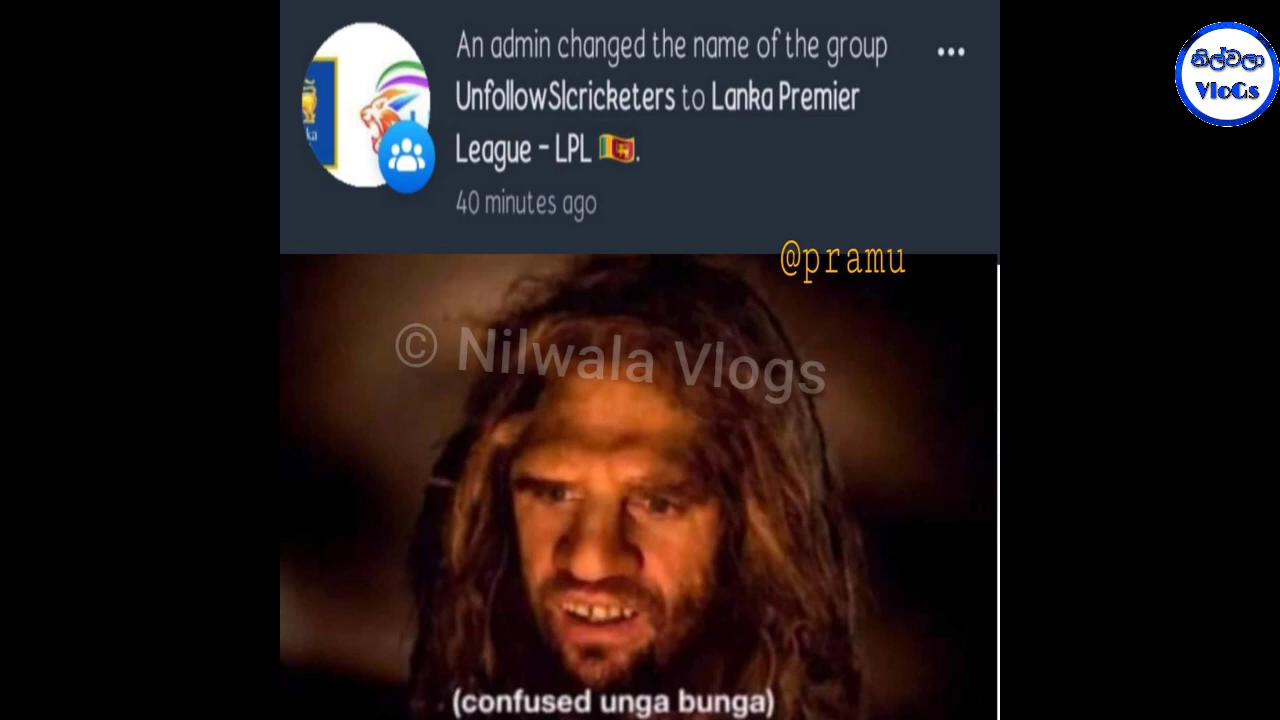 An admin changed the name of the group
UnfollowSlcricketers to Lanka Premier
League - LPL 🇱🇰.
40 minutes ago
නිල්වලා
VloGs
@pramu
© Nilwala Vlogs
(confused unga bunga)